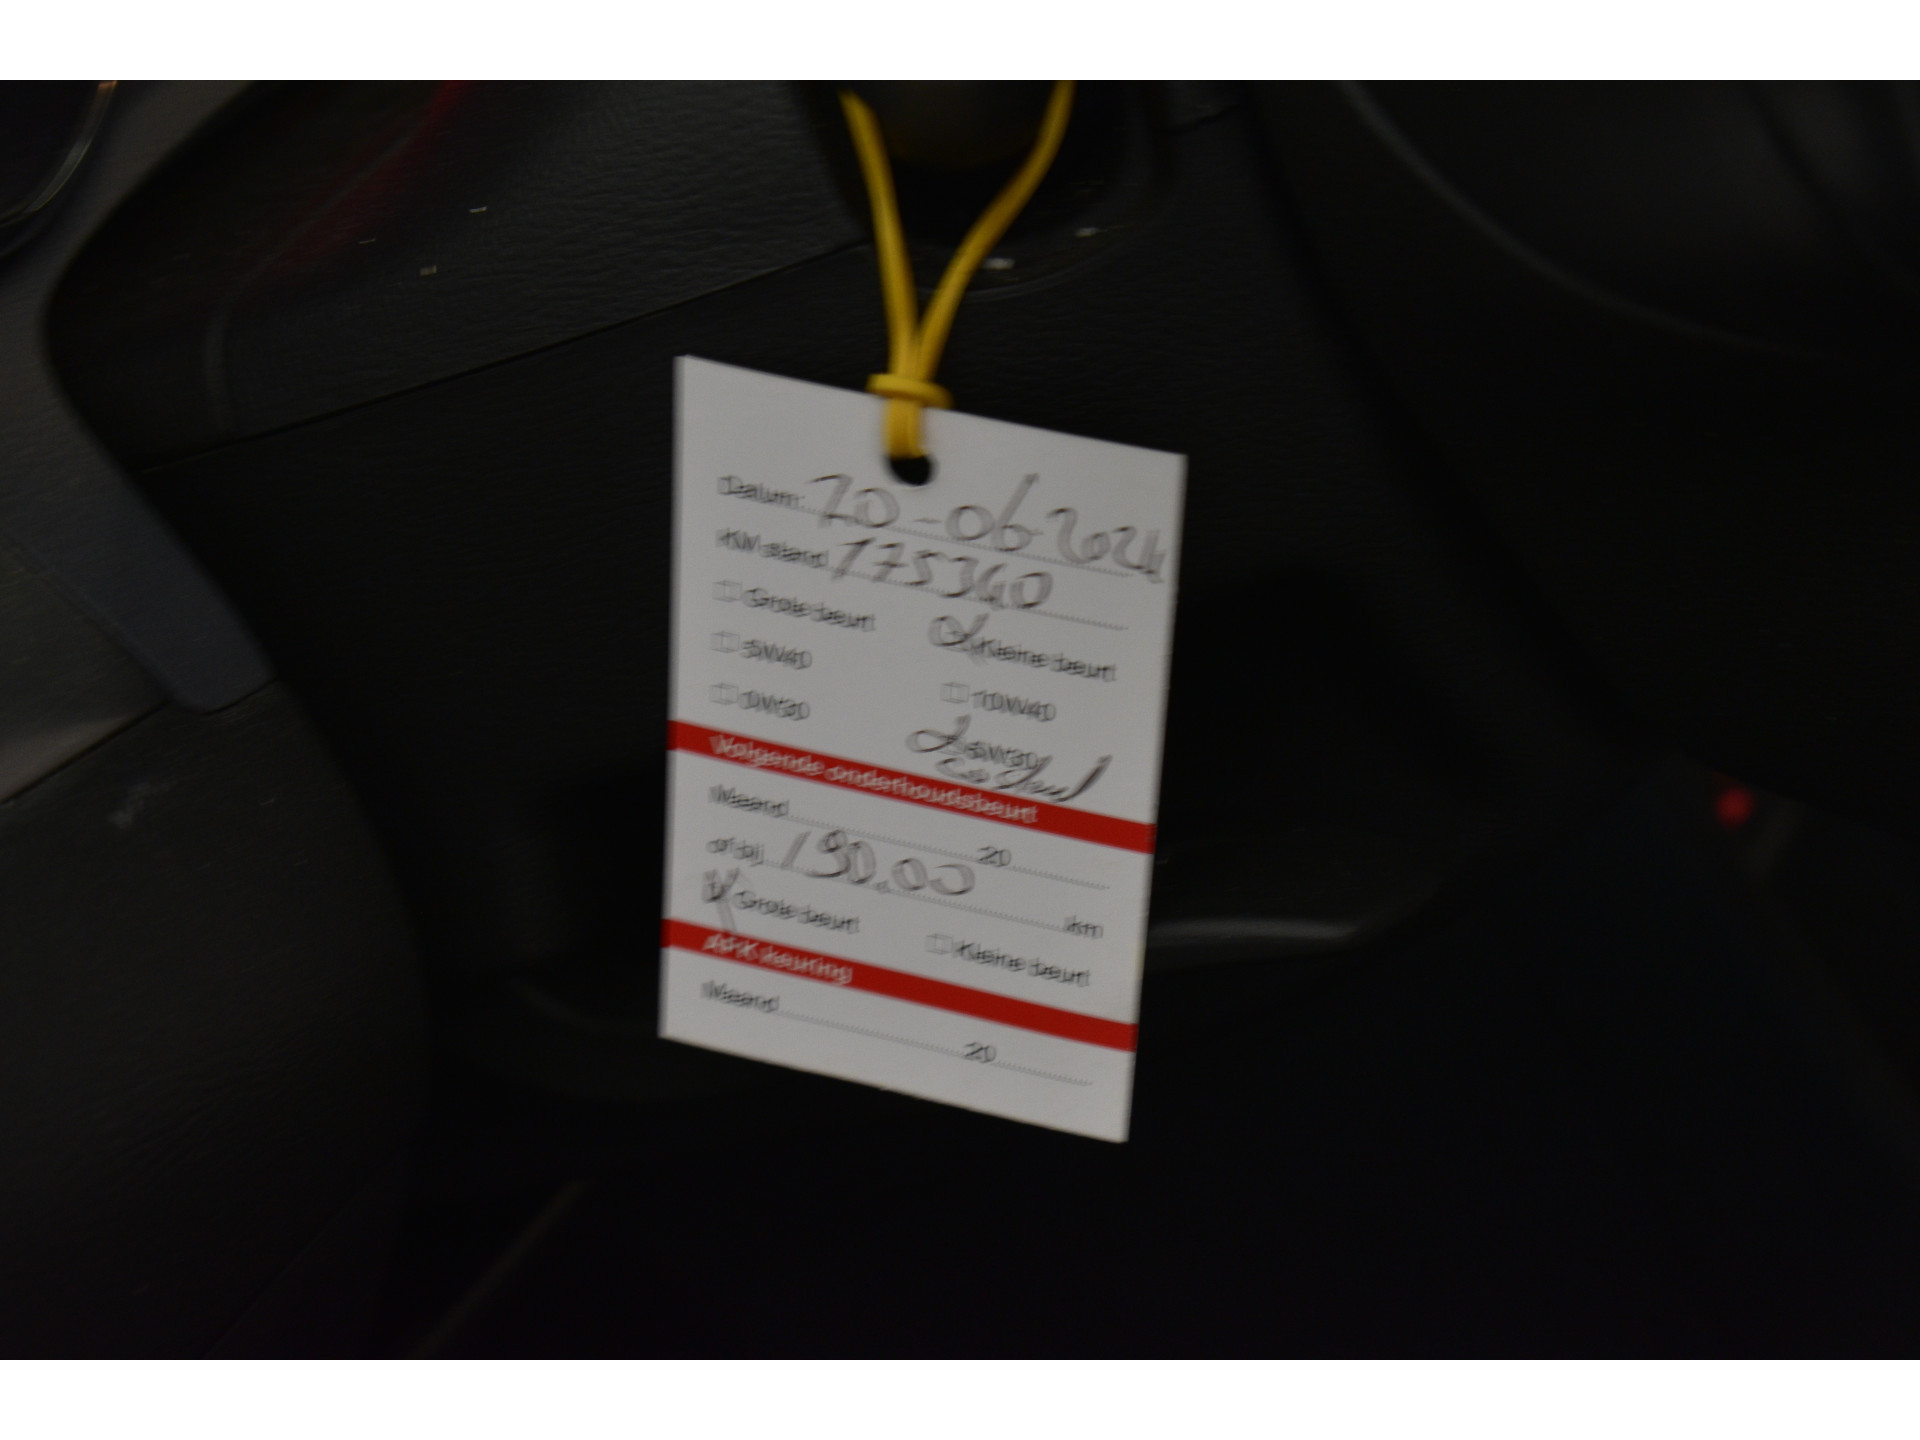 Datum: 20-06-2024
KM-stand 175340
Grote beurt Kleine beurt
5W40 10W40
0W30 5W30
Volgende onderhoudsbeurt
Maand 20
of bij 190.00 km
Grote beurt Kleine beurt
APK keuring
Maand 20